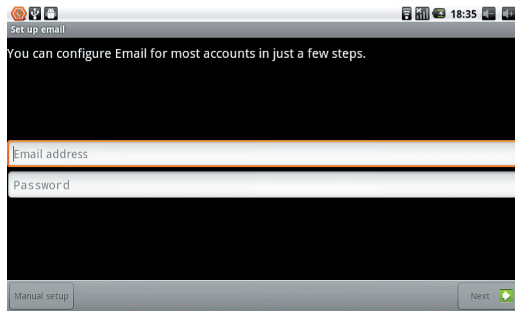 18:35
Set up email
You can configure Email for most accounts in just a few steps.
Email address
Password
Manual setup
Next